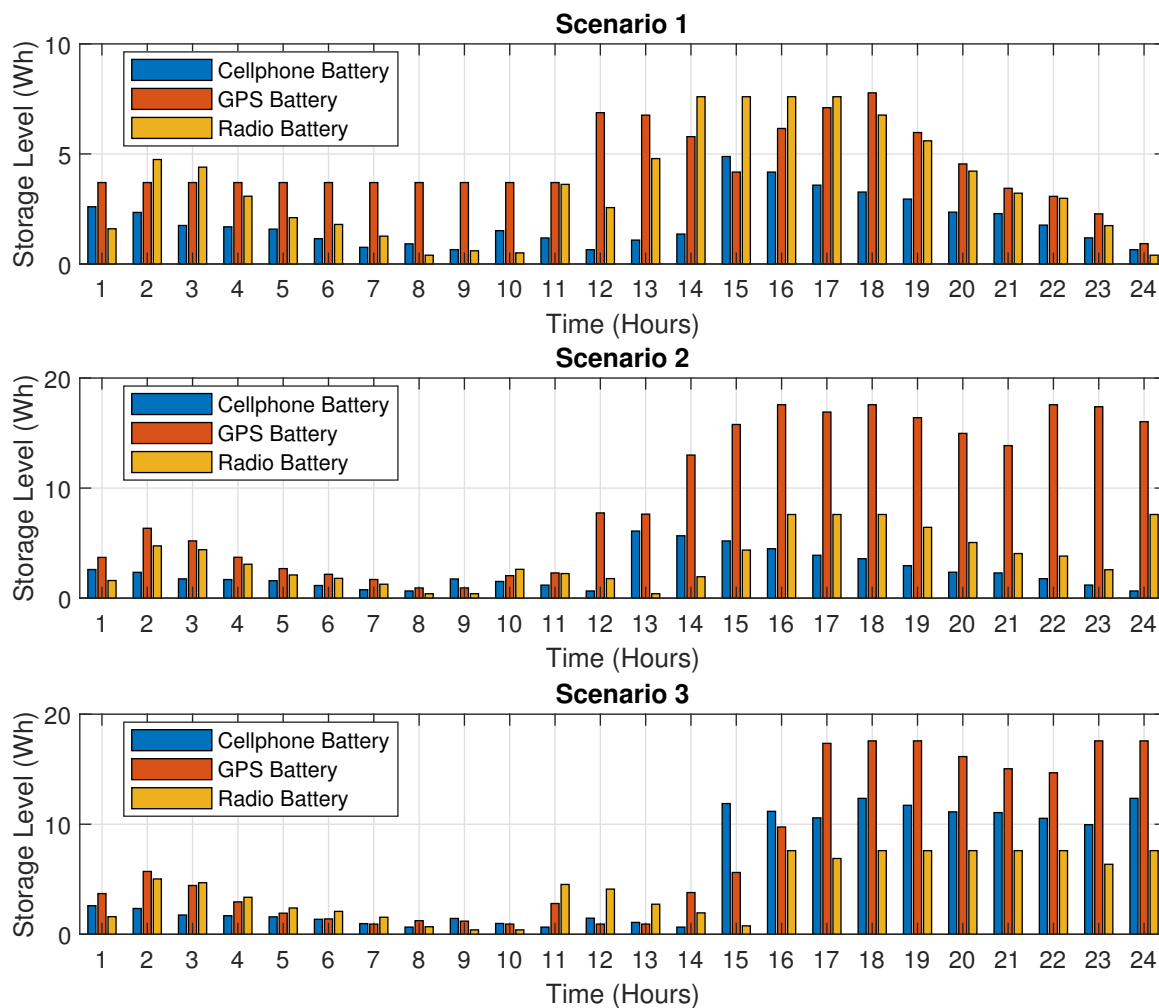 Scenario 1
10
5
0
Storage Level (Wh)
Cellphone Battery
GPS Battery
Radio Battery
1 2 3 4 5 6 7 8 9 10 11 12 13 14 15 16 17 18 19 20 21 22 23 24
Time (Hours)
Scenario 2
20
10
0
Storage Level (Wh)
Cellphone Battery
GPS Battery
Radio Battery
1 2 3 4 5 6 7 8 9 10 11 12 13 14 15 16 17 18 19 20 21 22 23 24
Time (Hours)
Scenario 3
20
10
0
Storage Level (Wh)
Cellphone Battery
GPS Battery
Radio Battery
1 2 3 4 5 6 7 8 9 10 11 12 13 14 15 16 17 18 19 20 21 22 23 24
Time (Hours)